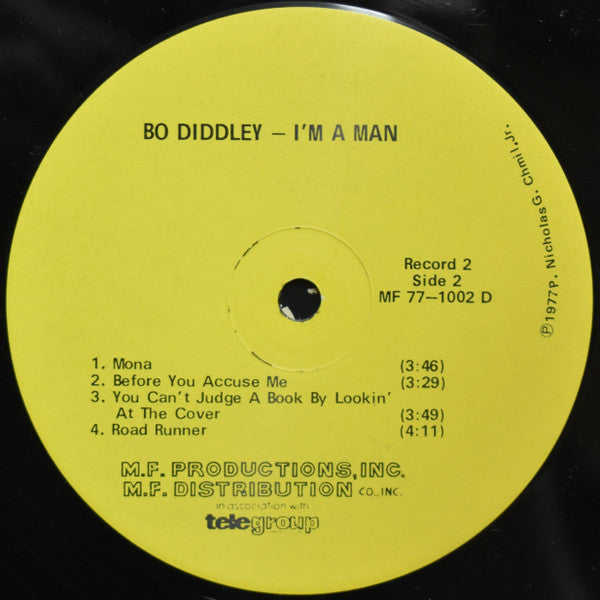 BO DIDDLEY – I'M A MAN
Record 2
Side 2
MF 77–1002 D
℗1977P. Nicholas G. Chmil,Jr.
1. Mona (3:46)
2. Before You Accuse Me (3:29)
3. You Can't Judge A Book By Lookin'
At The Cover (3:49)
4. Road Runner (4:11)
M.F. PRODUCTIONS, INC.
M.F. DISTRIBUTION CO., INC.
in association with
telegroup